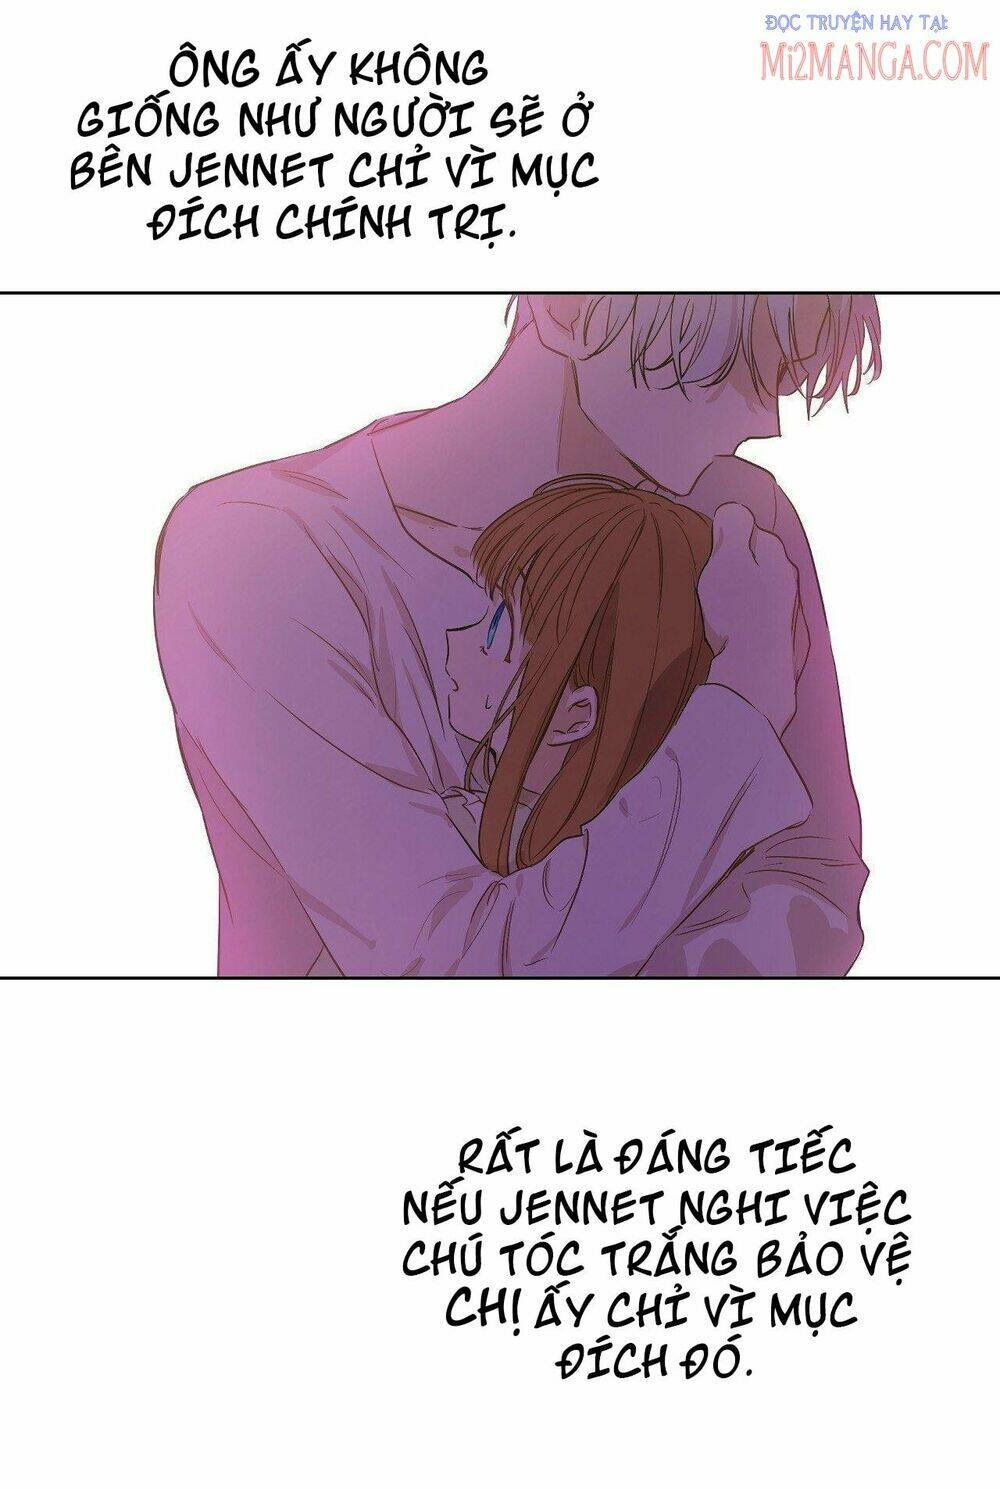 ĐỌC TRUYỆN HAY TẠI:
MI2MANGA.COM
ÔNG ẤY KHÔNG
GIỐNG NHƯ NGƯỜI SẼ Ở
BÊN JENNET CHỈ VÌ MỤC
ĐÍCH CHÍNH TRỊ.
RẤT LÀ ĐÁNG TIẾC
NẾU JENNET NGHI VIỆC
CHÚ TÓC TRẮNG BẢO VỆ
CHỊ ẤY CHỈ VÌ MỤC
ĐÍCH ĐÓ.